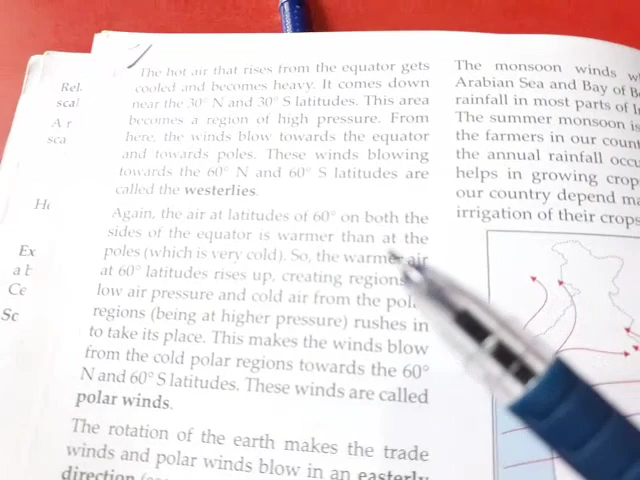 The hot air that rises from the equator gets
cooled and becomes heavy. It comes down
near the 30° N and 30° S latitudes. This area
becomes a region of high pressure. From
here, the winds blow towards the equator
and towards poles. These winds blowing
towards the 60° N and 60° S latitudes are
called the westerlies.
Again, the air at latitudes of 60° on both the
sides of the equator is warmer than at the
poles (which is very cold). So, the warmer air
at 60° latitudes rises up, creating regions
low air pressure and cold air from the
regions (being at higher pressure) rushes in
to take its place. This makes the winds blow
from the cold polar regions towards the 60°
N and 60° S latitudes. These winds are called
polar winds.
The rotation of the earth makes the trade
winds and polar winds blow in an easterly
direction
The monsoon winds
Arabian Sea and Bay of
rainfall in most parts of
The summer monsoon is
the farmers in our
the annual rainfall
helps in growing
our country depend
irrigation of their crops
Rel
scal
A r
sca
Ex
a b
Ce
Sc